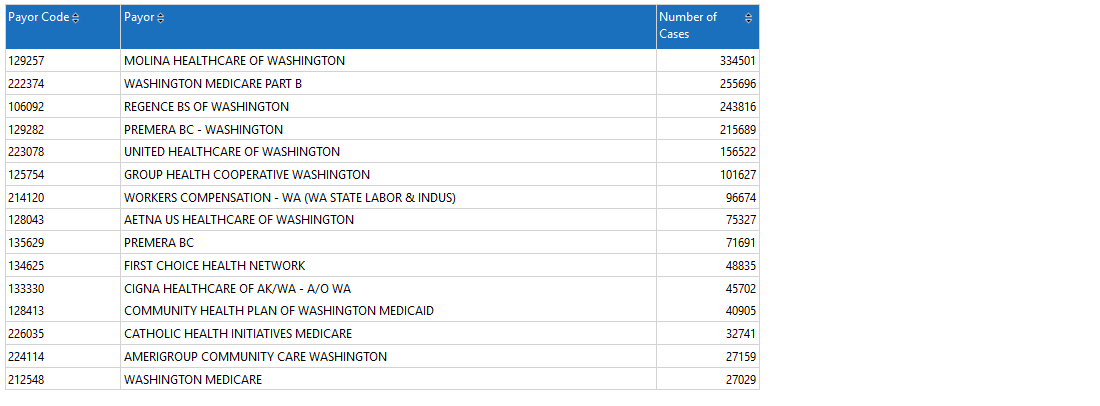 Payor Code Payor Number of
Cases
129257 MOLINA HEALTHCARE OF WASHINGTON 334501
222374 WASHINGTON MEDICARE PART B 255696
106092 REGENCE BS OF WASHINGTON 243816
129282 PREMERA BC - WASHINGTON 215689
223078 UNITED HEALTHCARE OF WASHINGTON 156522
125754 GROUP HEALTH COOPERATIVE WASHINGTON 101627
214120 WORKERS COMPENSATION - WA (WA STATE LABOR & INDUS) 96674
128043 AETNA US HEALTHCARE OF WASHINGTON 75327
135629 PREMERA BC 71691
134625 FIRST CHOICE HEALTH NETWORK 48835
133330 CIGNA HEALTHCARE OF AK/WA - A/O WA 45702
128413 COMMUNITY HEALTH PLAN OF WASHINGTON MEDICAID 40905
226035 CATHOLIC HEALTH INITIATIVES MEDICARE 32741
224114 AMERIGROUP COMMUNITY CARE WASHINGTON 27159
212548 WASHINGTON MEDICARE 27029